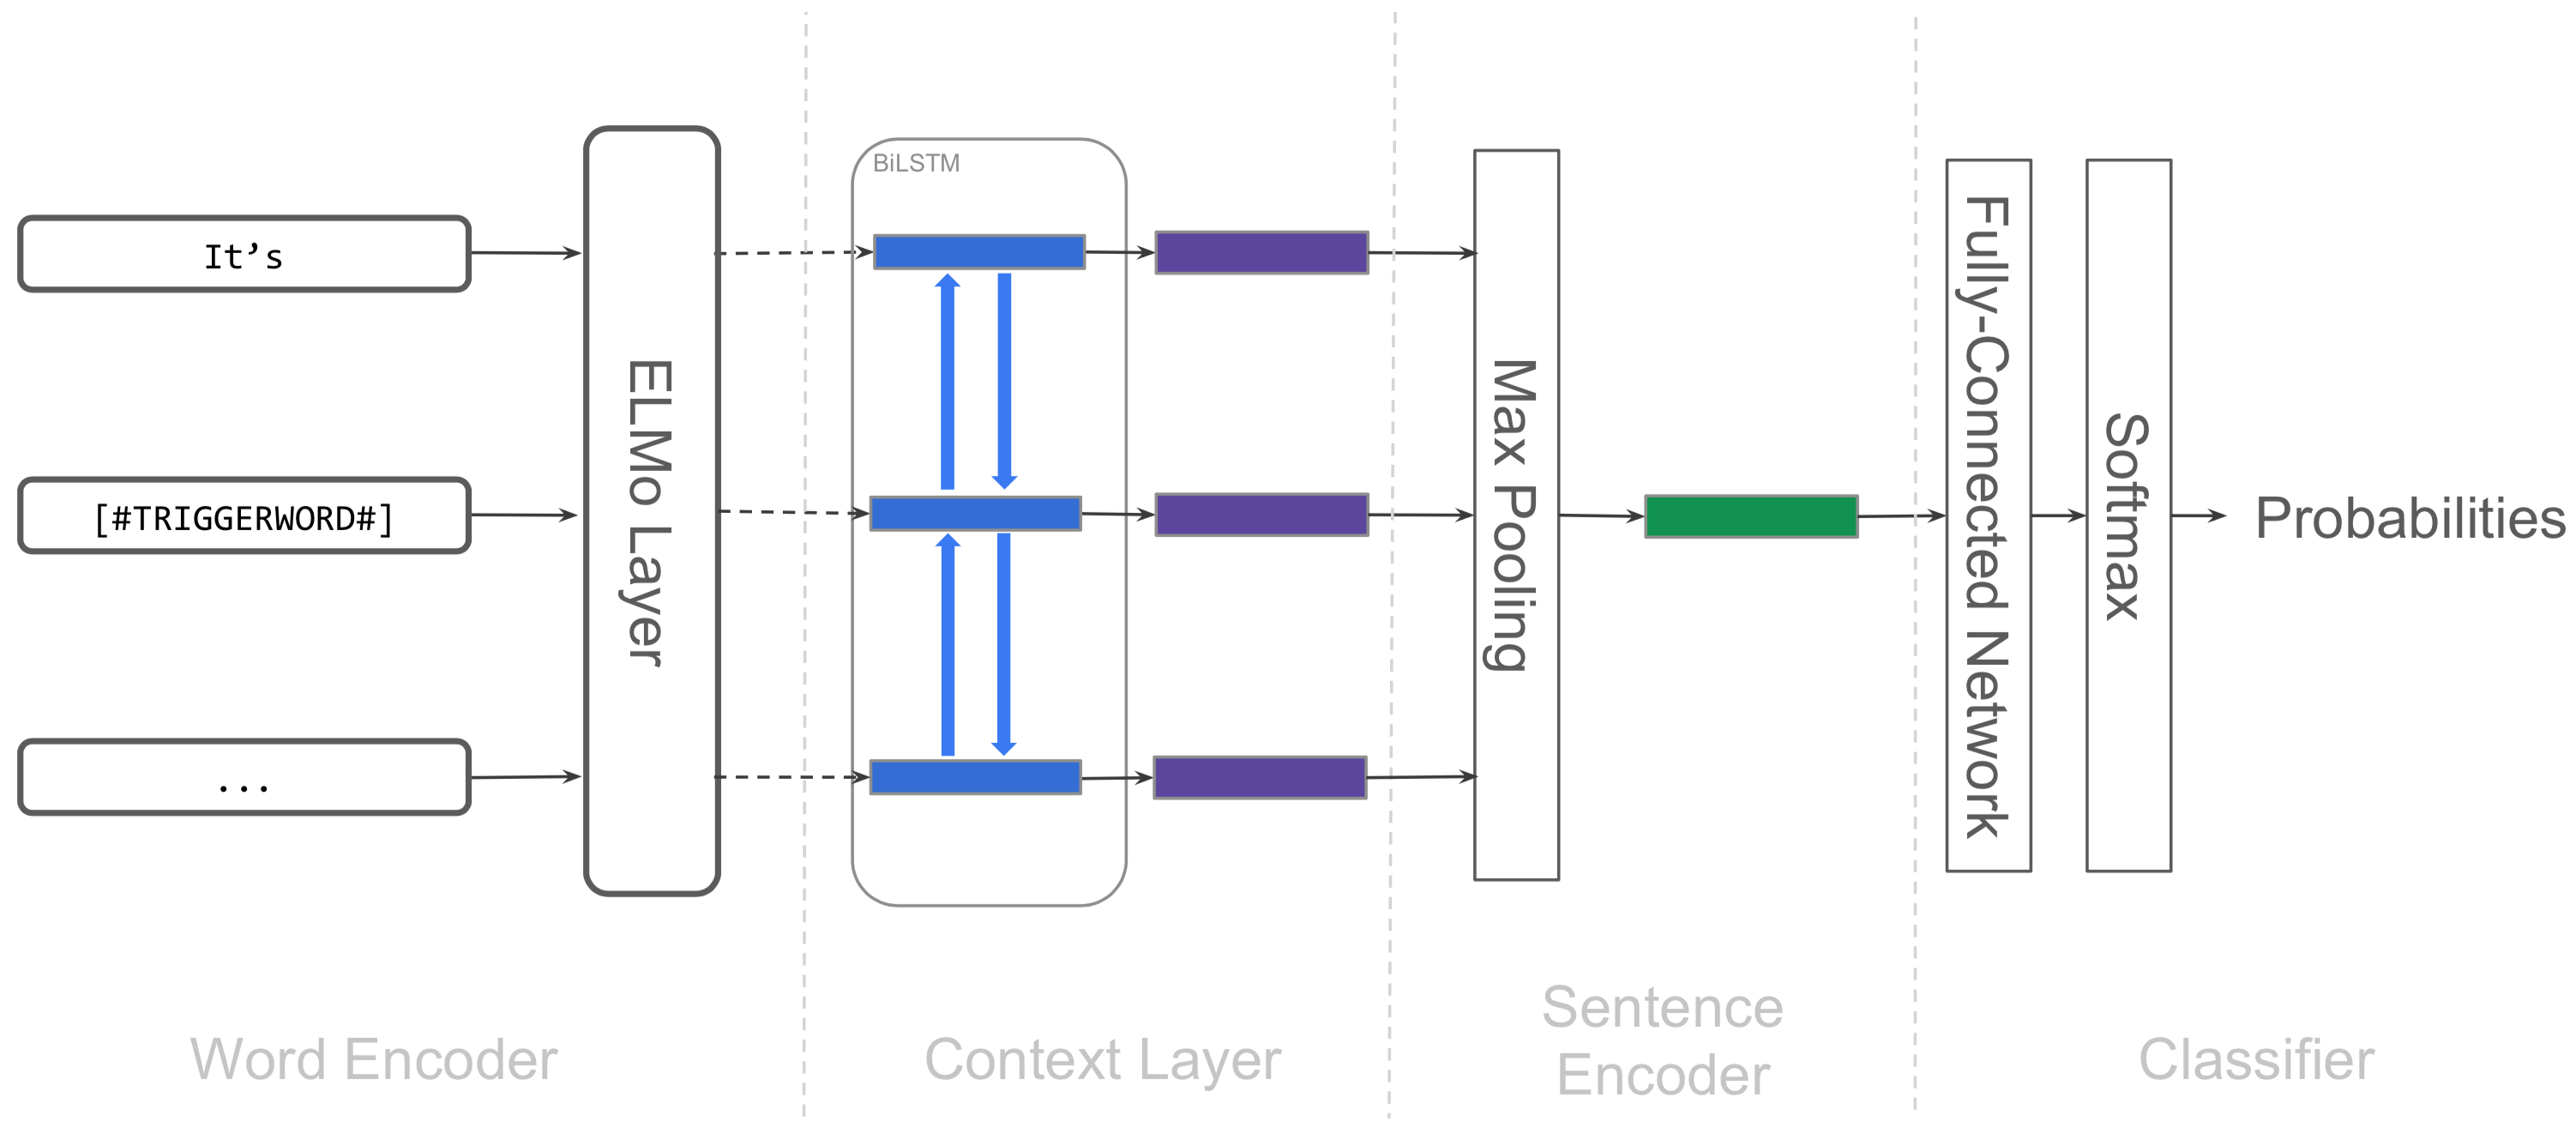 It’s
[#TRIGGERWORD#]
...
ELMo Layer
BiLSTM
Max Pooling
Fully-Connected Network
Softmax
Probabilities
Word Encoder
Context Layer
Sentence
Encoder
Classifier